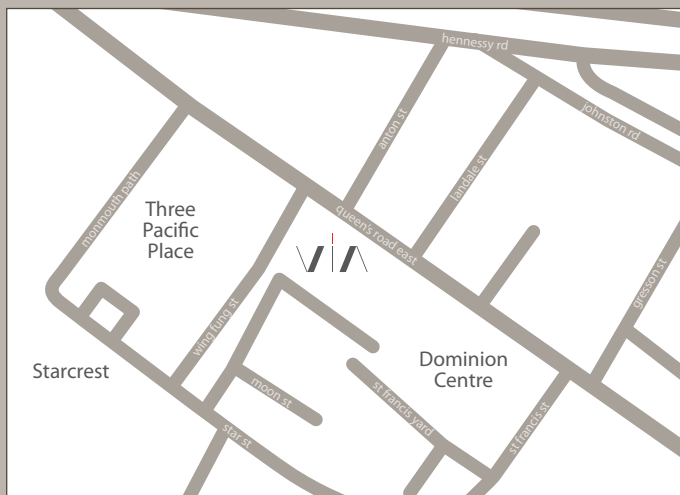 hennessy rd
johnston rd
anton st
landale st
monmouth path
Three
Pacific
Place
queen's road east
VIA
gresson st
wing fung st
Starcrest
Dominion
Centre
moon st
st francis yard
st francis st
star st